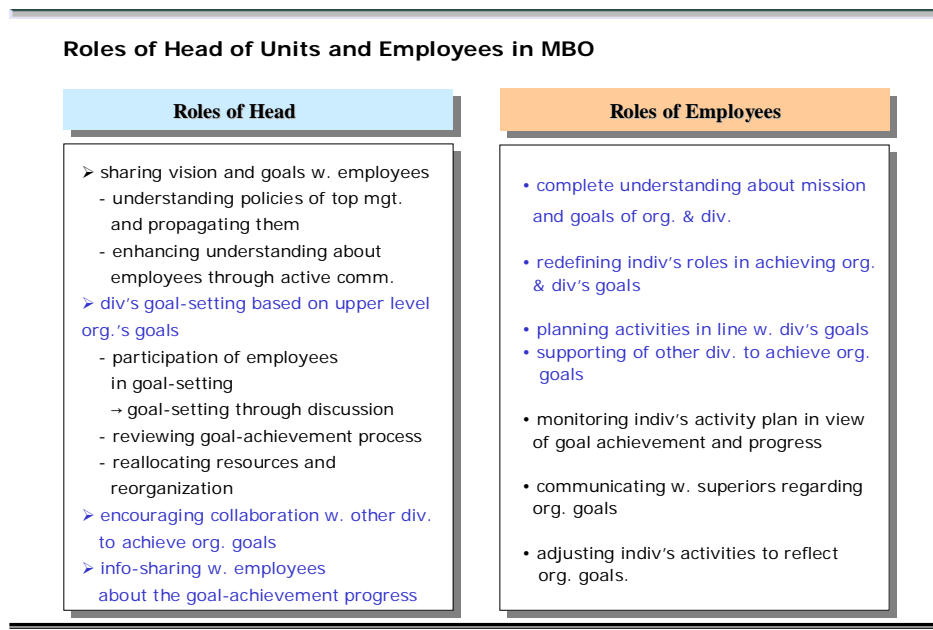 Roles of Head of Units and Employees in MBO
Roles of Head
➢ sharing vision and goals w. employees
- understanding policies of top mgt.
and propagating them
- enhancing understanding about
employees through active comm.
➢ div's goal-setting based on upper level
org.'s goals
- participation of employees
in goal-setting
→ goal-setting through discussion
- reviewing goal-achievement process
- reallocating resources and
reorganization
➢ encouraging collaboration w. other div.
to achieve org. goals
➢ info-sharing w. employees
about the goal-achievement progress
Roles of Employees
• complete understanding about mission
and goals of org. & div.
• redefining indiv's roles in achieving org.
& div's goals
• planning activities in line w. div's goals
• supporting of other div. to achieve org.
goals
• monitoring indiv's activity plan in view
of goal achievement and progress
• communicating w. superiors regarding
org. goals
• adjusting indiv's activities to reflect
org. goals.